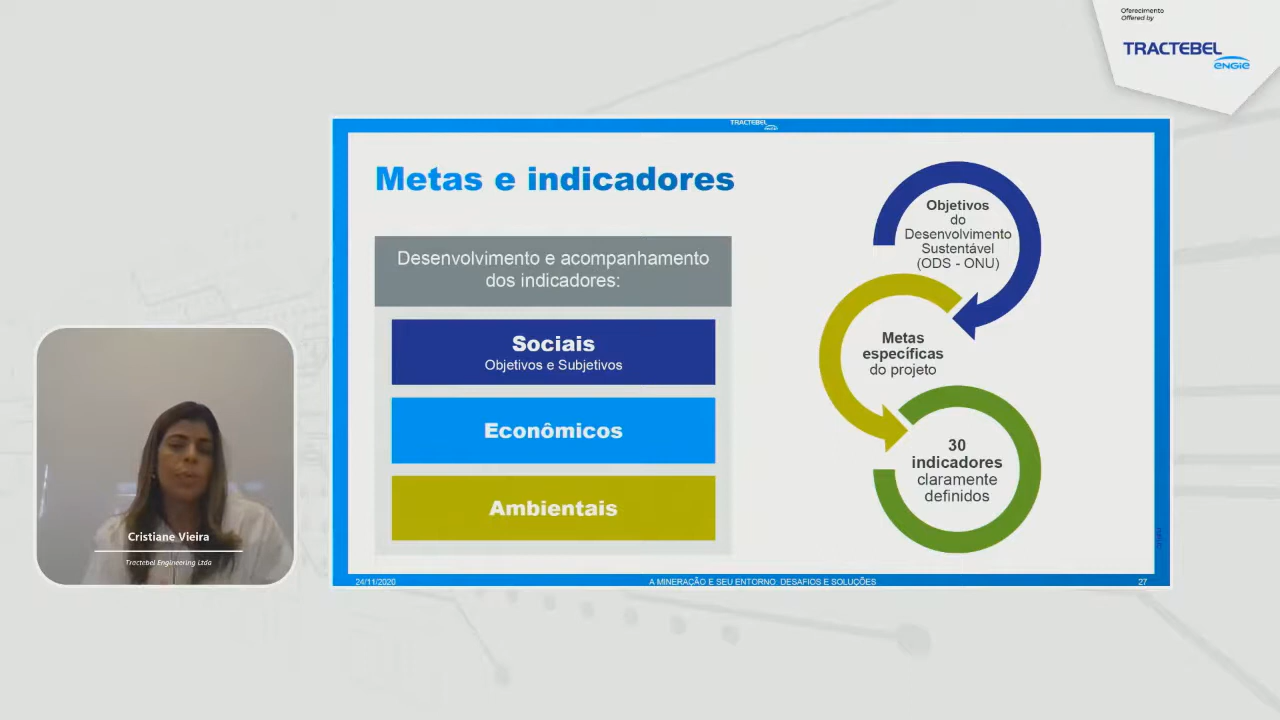 Oferecimento
Offered by
TRACTEBEL
ENGIE
TRACTEBEL
ENGIE
Metas e indicadores
Desenvolvimento e acompanhamento
dos indicadores:
Sociais
Objetivos e Subjetivos
Econômicos
Ambientais
Objetivos
do
Desenvolvimento
Sustentável
(ODS - ONU)
Metas
específicas
do projeto
30
indicadores
claramente
definidos
Cristiane Vieira
Tractebel Engineering Ltda
24/11/2020
A MINERAÇÃO E SEU ENTORNO: DESAFIOS E SOLUÇÕES
27